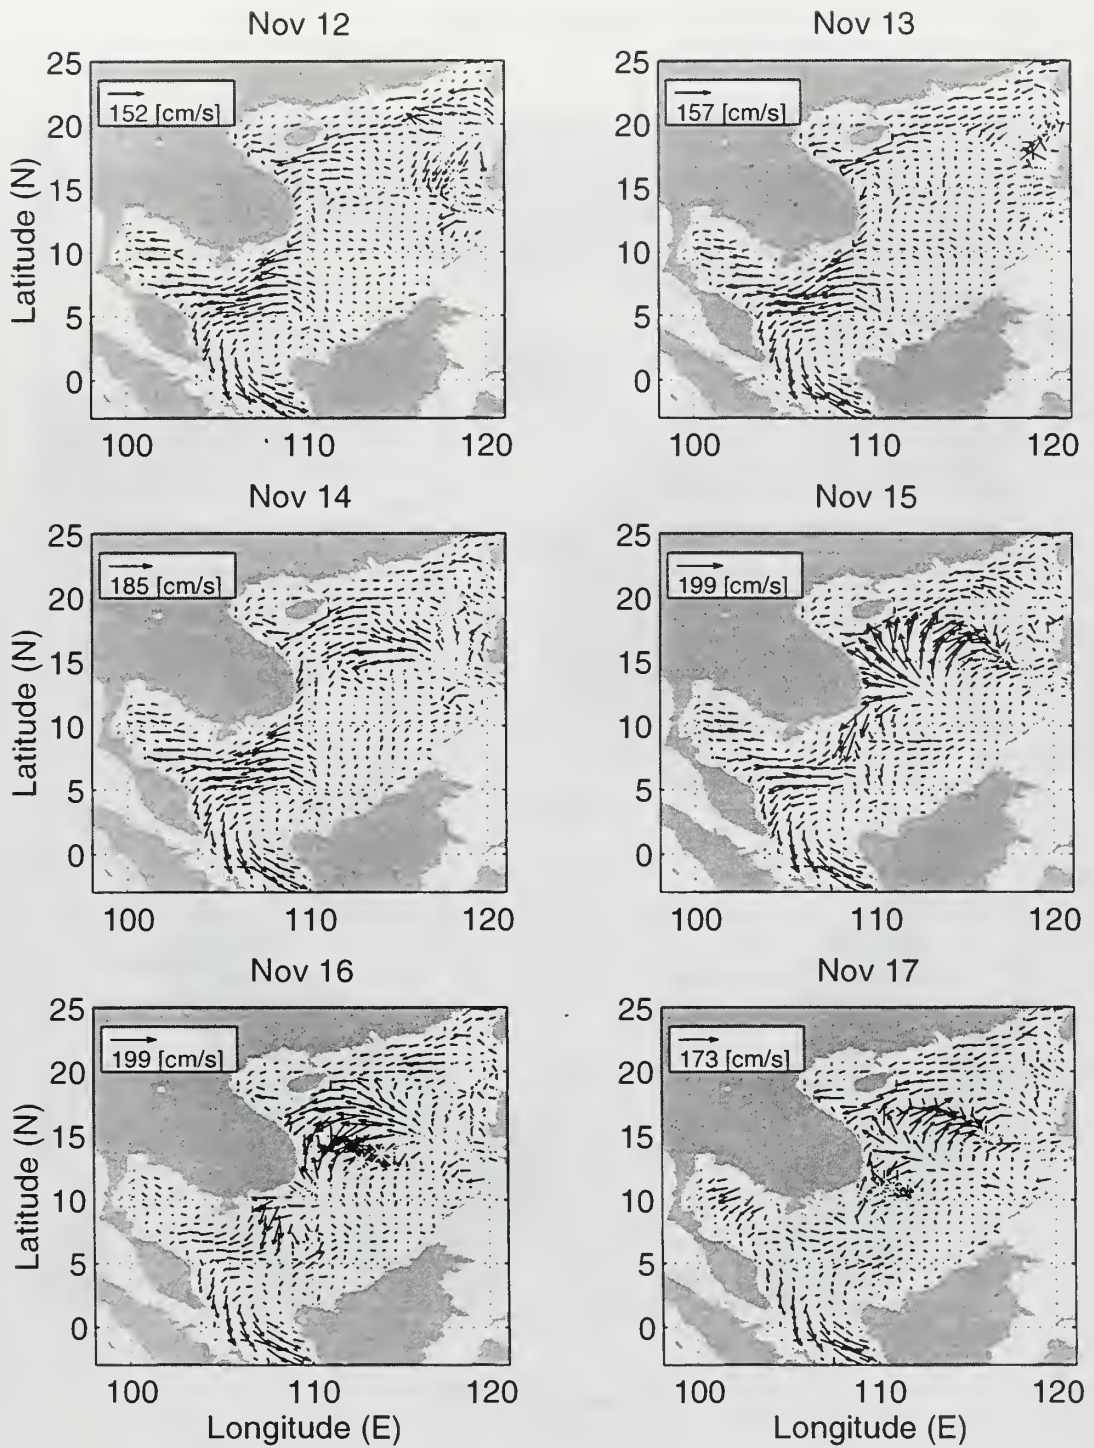 Nov 12
Nov 13
25
20
15
10
5
0
Latitude (N)
152 [cm/s]
100
110
120
25
20
15
10
5
0
Latitude (N)
157 [cm/s]
100
110
120
Nov 14
Nov 15
25
20
15
10
5
0
Latitude (N)
185 [cm/s]
100
110
120
25
20
15
10
5
0
Latitude (N)
199 [cm/s]
100
110
120
Nov 16
Nov 17
25
20
15
10
5
0
Latitude (N)
199 [cm/s]
100
110
120
Longitude (E)
25
20
15
10
5
0
Latitude (N)
173 [cm/s]
100
110
120
Longitude (E)